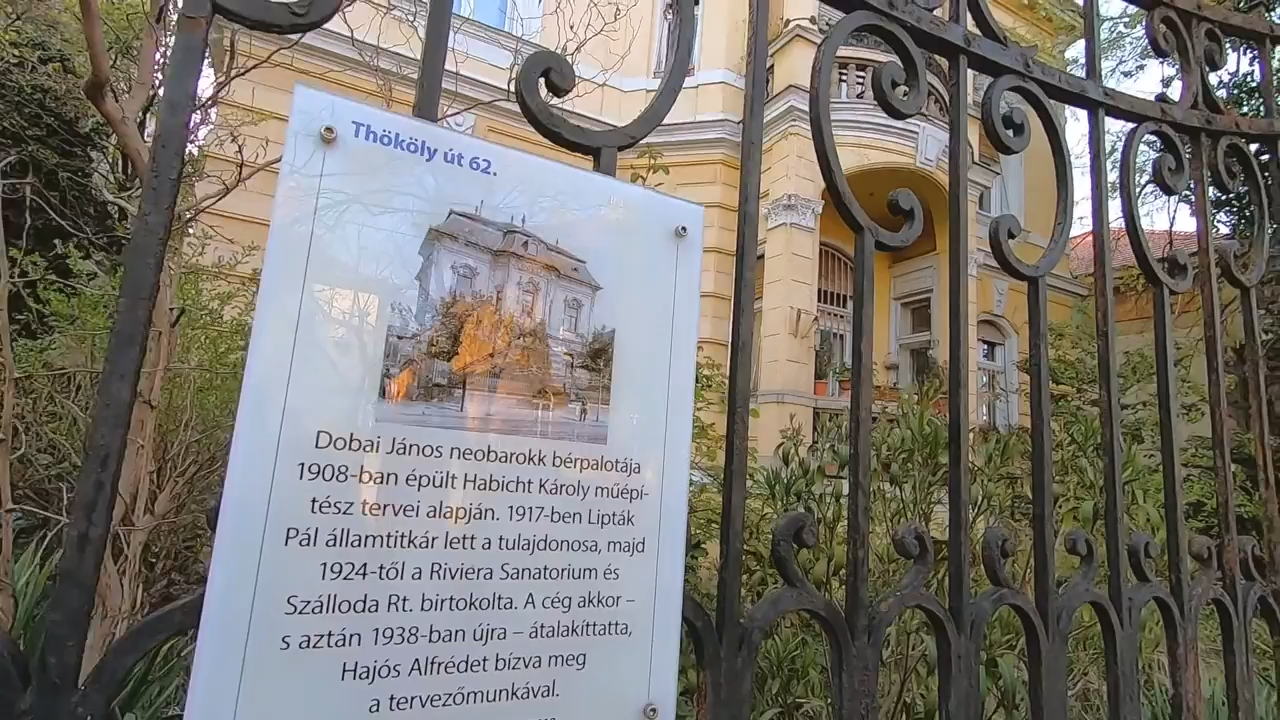 Thököly út 62.
Dobai János neobarokk bérpalotája
1908-ban épült Habicht Károly műépí-
tész tervei alapján. 1917-ben Lipták
Pál államtitkár lett a tulajdonosa, majd
1924-től a Riviera Sanatorium és
Szálloda Rt. birtokolta. A cég akkor –
s aztán 1938-ban újra – átalakíttatta,
Hajós Alfrédet bízva meg
a tervezőmunkával.